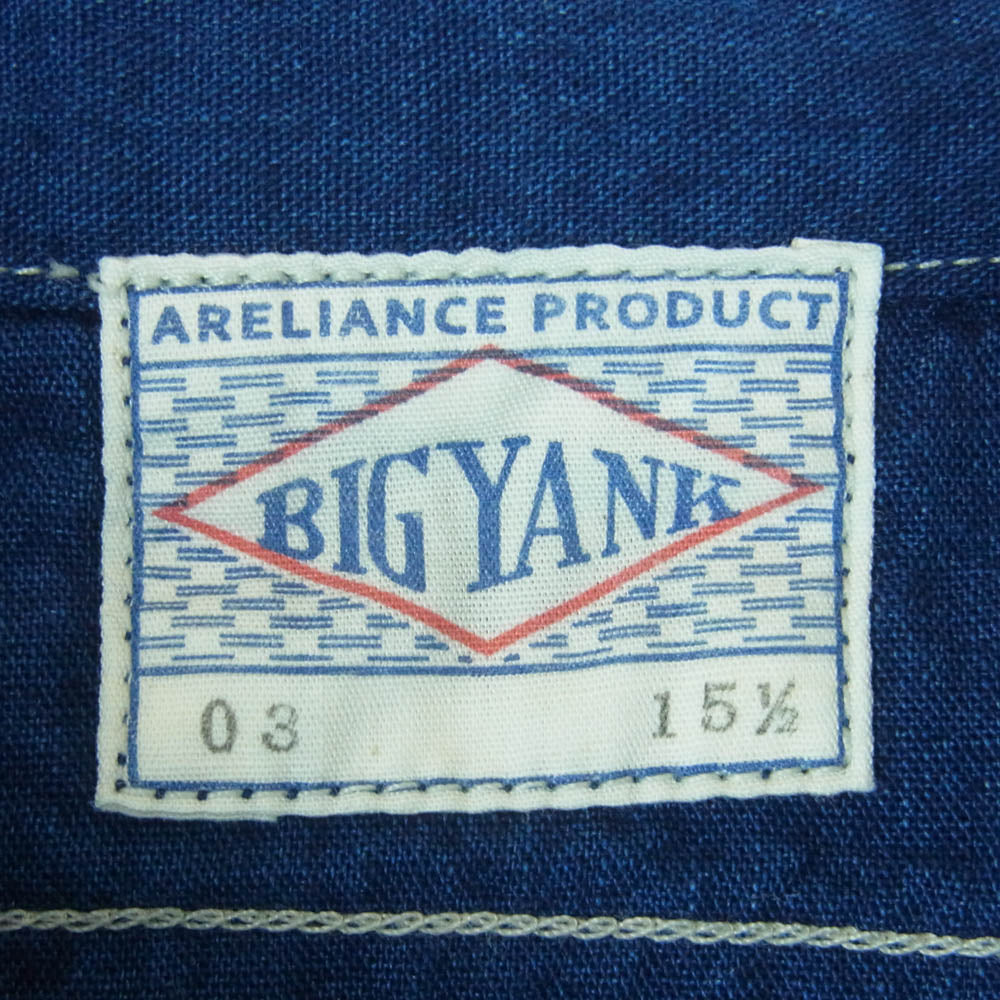 ARELIANCE PRODUCT
BIG YANK
03 15½